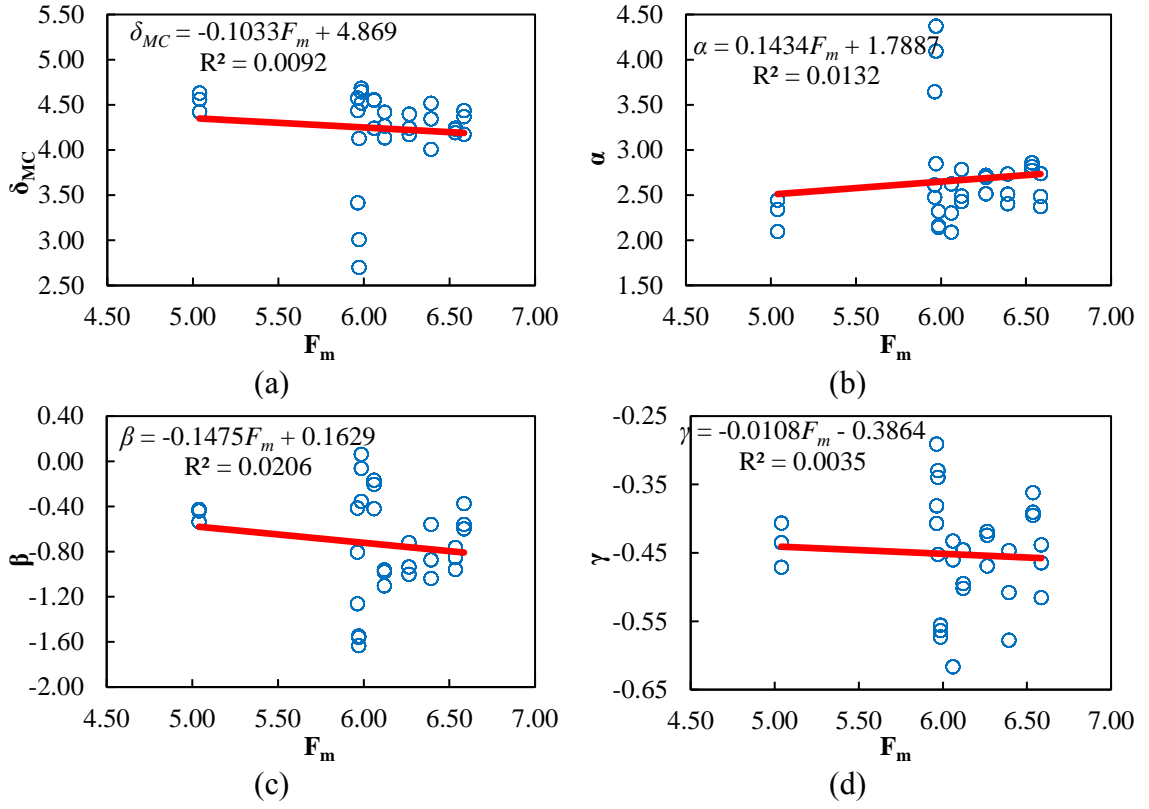 δMC = -0.1033Fm + 4.869
R² = 0.0092
5.50
5.00
4.50
4.00
3.50
3.00
2.50
δMC
4.50 5.00 5.50 6.00 6.50 7.00
Fm
(a)
α = 0.1434Fm + 1.7887
R² = 0.0132
4.50
4.00
3.50
3.00
2.50
2.00
1.50
α
4.50 5.00 5.50 6.00 6.50 7.00
Fm
(b)
β = -0.1475Fm + 0.1629
R² = 0.0206
0.40
0.00
-0.40
-0.80
-1.20
-1.60
-2.00
β
4.50 5.00 5.50 6.00 6.50 7.00
Fm
(c)
γ = -0.0108Fm - 0.3864
R² = 0.0035
-0.25
-0.35
-0.45
-0.55
-0.65
γ
4.50 5.00 5.50 6.00 6.50 7.00
Fm
(d)